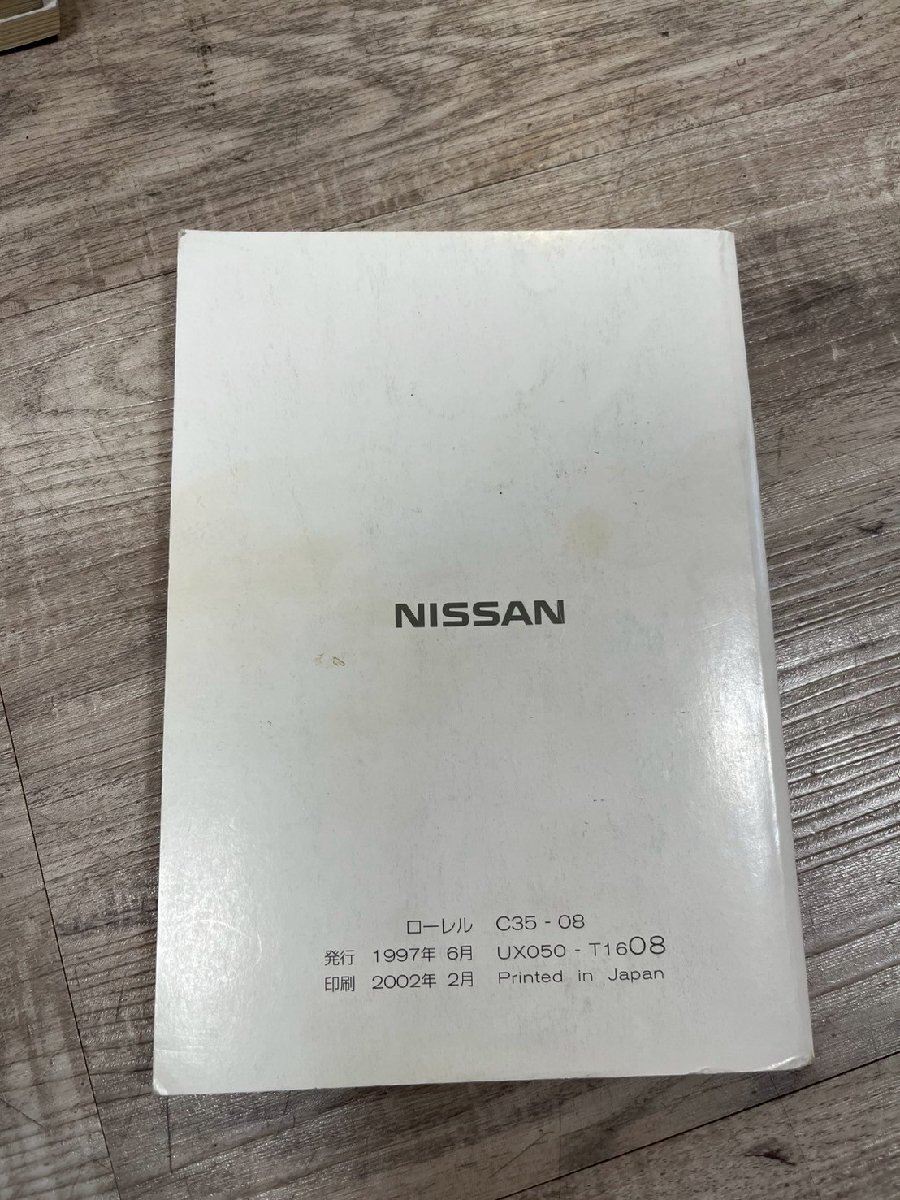 NISSAN
ローレル C35 - 08
発行 1997年 6月 UX050 - T1608
印刷 2002年 2月 Printed in Japan